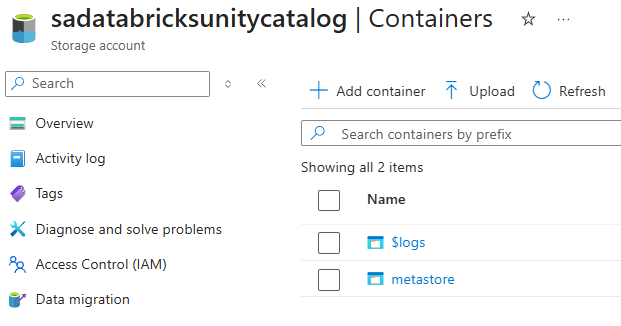 sadatabricksunitycatalog | Containers
Storage account
Search
Add container
Upload
Refresh
Overview
Search containers by prefix
Activity log
Showing all 2 items
Tags
Name
Diagnose and solve problems
$logs
Access Control (IAM)
metastore
Data migration